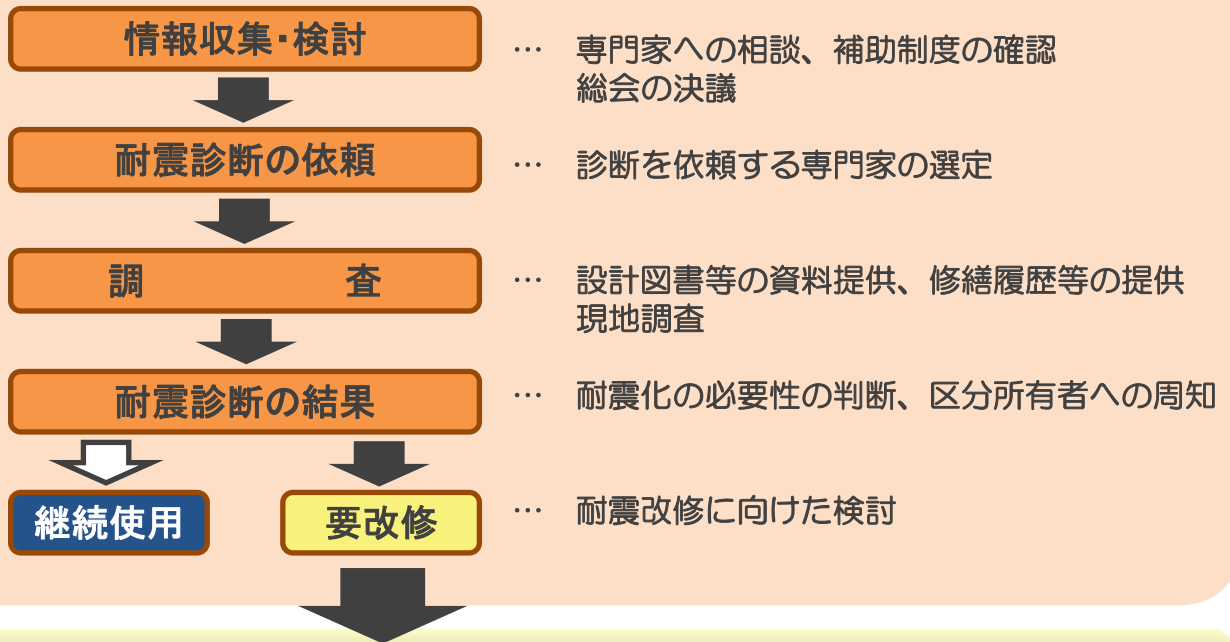 情報収集・検討
… 専門家への相談、補助制度の確認
総会の決議
耐震診断の依頼
… 診断を依頼する専門家の選定
調 査
… 設計図書等の資料提供、修繕履歴等の提供
現地調査
耐震診断の結果
… 耐震化の必要性の判断、区分所有者への周知
継続使用
要改修
… 耐震改修に向けた検討